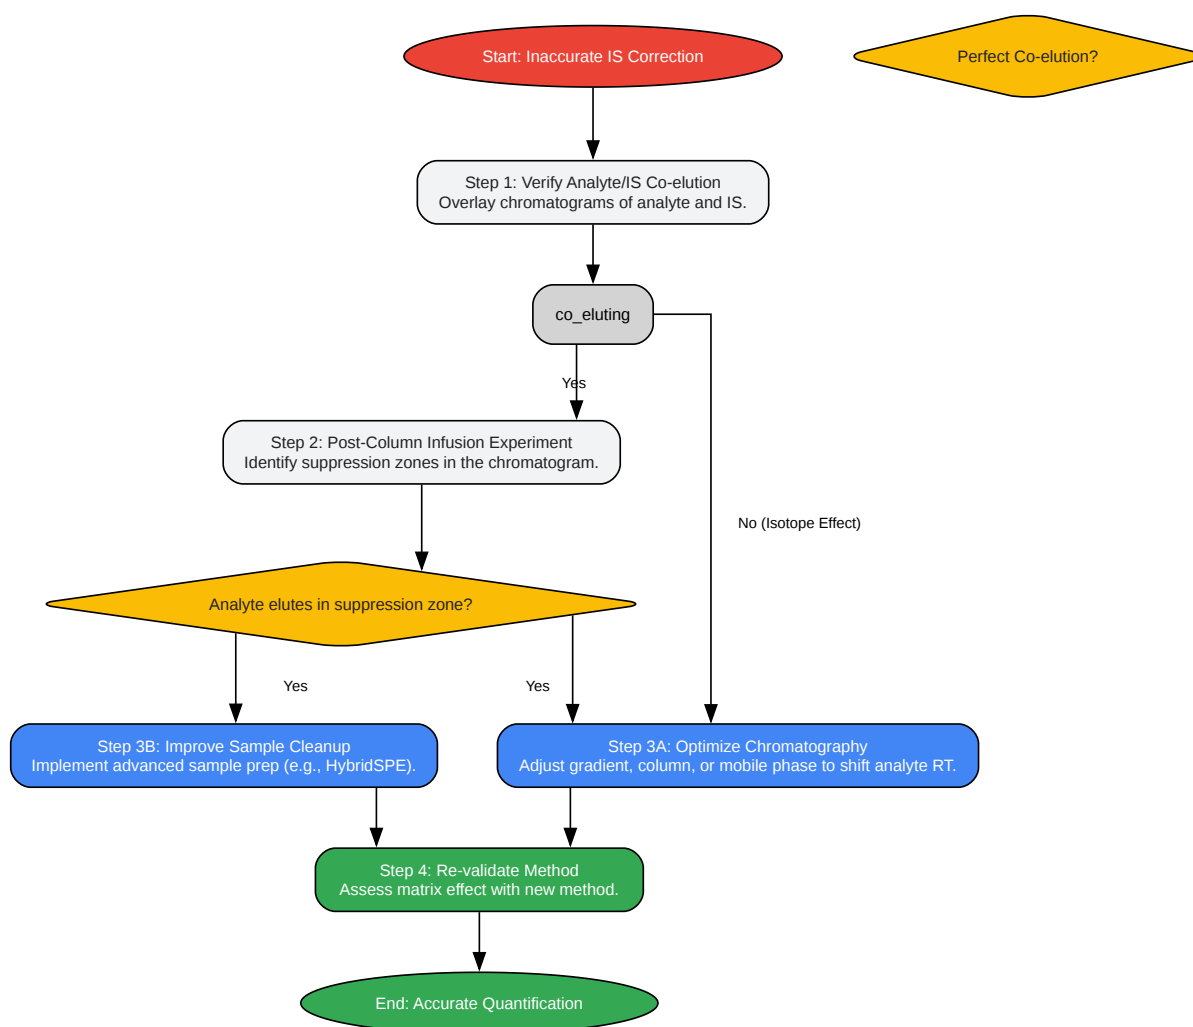 Start: Inaccurate IS Correction
Perfect Co-elution?
Step 1: Verify Analyte/IS Co-elution
Overlay chromatograms of analyte and IS.
co_eluting
Yes
Step 2: Post-Column Infusion Experiment
Identify suppression zones in the chromatogram.
No (Isotope Effect)
Analyte elutes in suppression zone?
Yes
Yes
Step 3B: Improve Sample Cleanup
Implement advanced sample prep (e.g., HybridSPE).
Step 3A: Optimize Chromatography
Adjust gradient, column, or mobile phase to shift analyte RT.
Step 4: Re-validate Method
Assess matrix effect with new method.
End: Accurate Quantification